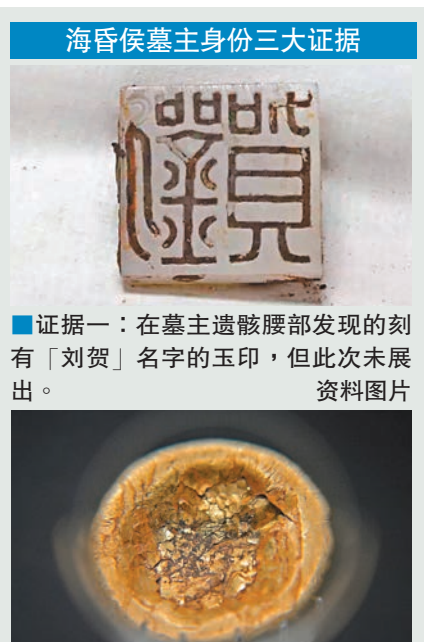 海昏侯墓主身份三大证据
■证据一：在墓主遗骸腰部发现的刻
有「刘贺」名字的玉印，但此次未展
出。 资料图片